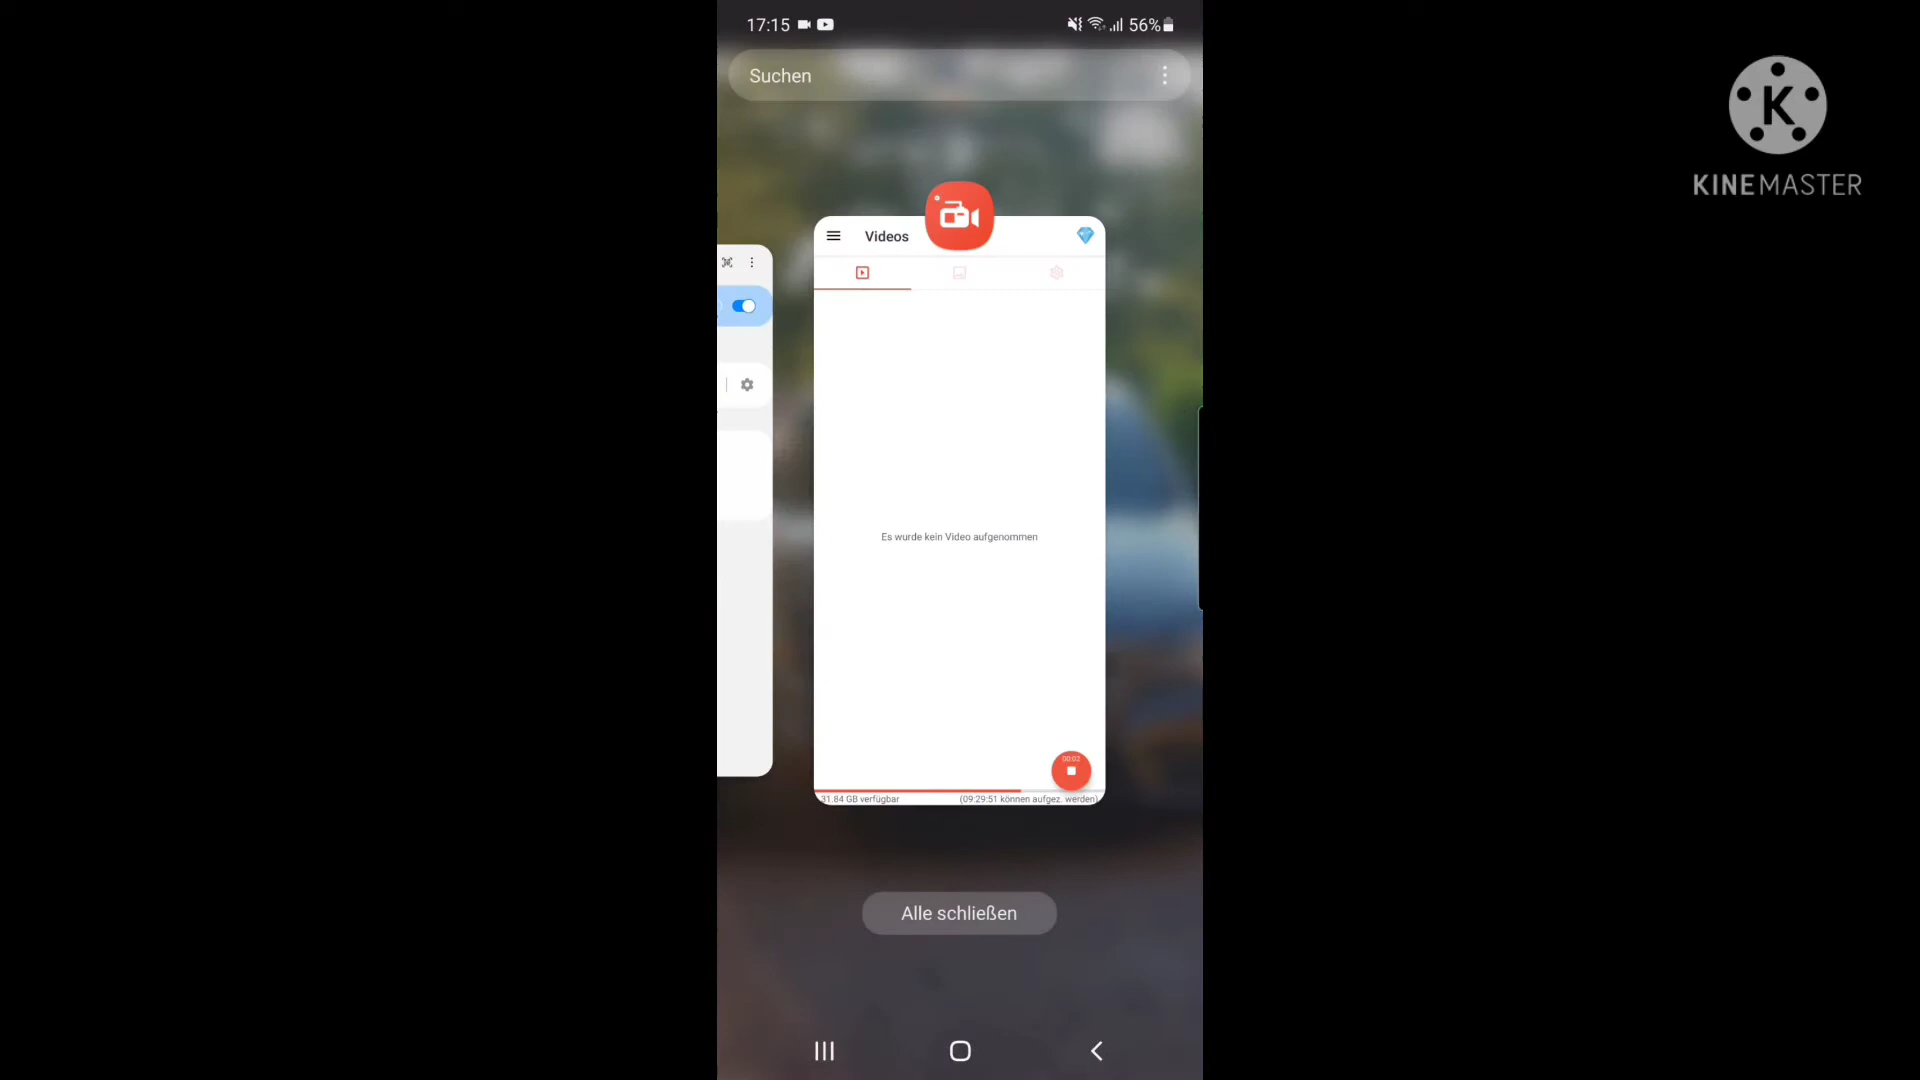 17:15
56%
Suchen
K
KINEMASTER
Videos
Es wurde kein Video aufgenommen
00:02
31.84 GB verfügbar
(09:29:51 können aufgez. werden)
Alle schließen